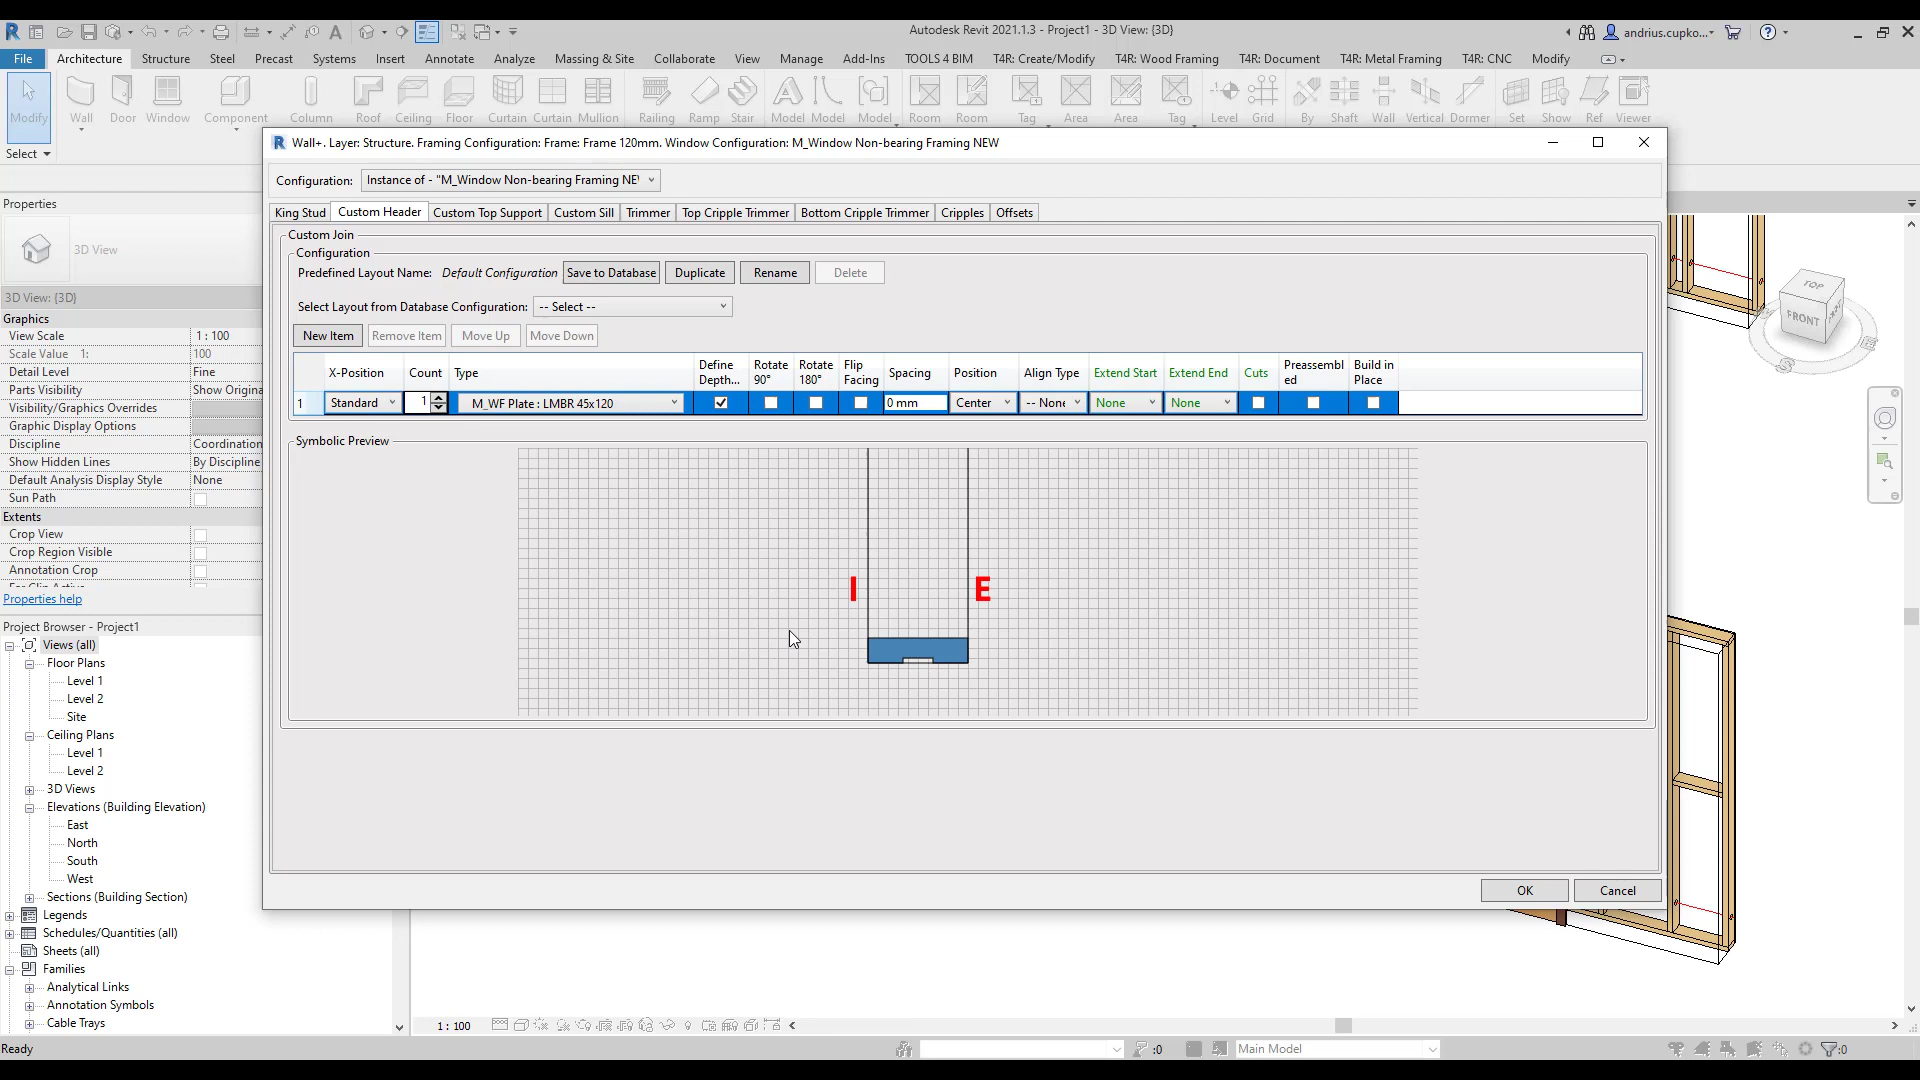 Autodesk Revit 2021.1.3 - Project1 - 3D View: {3D}
andrius.cupko...
File Architecture Structure Steel Precast Systems Insert Annotate Analyze Massing & Site Collaborate View Manage Add-Ins TOOLS 4 BIM T4R: Create/Modify T4R: Wood Framing T4R: Document T4R: Metal Framing T4R: CNC Modify
Modify Wall Door Window Component Column Roof Ceiling Floor Curtain Curtain Mullion Railing Ramp Stair Model Model Model Room Room Tag Area Area Tag Level Grid By Shaft Wall Vertical Dormer Set Show Ref Viewer
Select
Wall+. Layer: Structure. Framing Configuration: Frame: Frame 120mm. Window Configuration: M_Window Non-bearing Framing NEW
Configuration: Instance of - "M_Window Non-bearing Framing NE
King Stud Custom Header Custom Top Support Custom Sill Trimmer Top Cripple Trimmer Bottom Cripple Trimmer Cripples Offsets
Custom Join
Configuration
Predefined Layout Name: Default Configuration Save to Database Duplicate Rename Delete
Select Layout from Database Configuration: -- Select --
New Item Remove Item Move Up Move Down
X-Position Count Type Define Depth... Rotate 90° Rotate 180° Flip Facing Spacing Position Align Type Extend Start Extend End Cuts Preassembl ed Build in Place
1 Standard 1 M_WF Plate : LMBR 45x120 0 mm Center -- None None None
Symbolic Preview
I E
OK Cancel
Properties
3D View
3D View: {3D}
Graphics
View Scale 1 : 100
Scale Value 1: 100
Detail Level Fine
Parts Visibility Show Origina
Visibility/Graphics Overrides
Graphic Display Options
Discipline Coordination
Show Hidden Lines By Discipline
Default Analysis Display Style None
Sun Path
Extents
Crop View
Crop Region Visible
Annotation Crop
Far Clip Active
Properties help
Project Browser - Project1
Views (all)
Floor Plans
Level 1
Level 2
Site
Ceiling Plans
Level 1
Level 2
3D Views
Elevations (Building Elevation)
East
North
South
West
Sections (Building Section)
Legends
Schedules/Quantities (all)
Sheets (all)
Families
Analytical Links
Annotation Symbols
Cable Trays
TOP
FRONT
S
E
1 : 100
Ready
:0
Main Model
:0